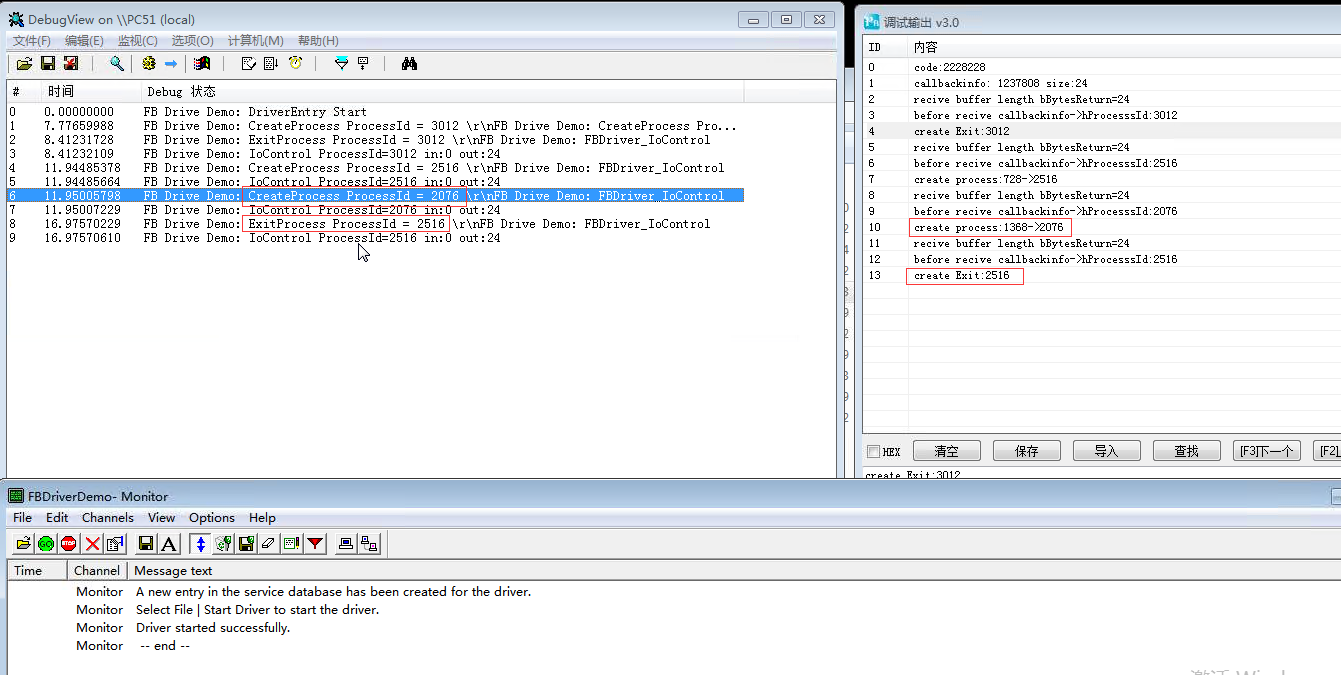 DebugView on \\PC51 (local)
文件(F) 编辑(E) 监视(C) 选项(O) 计算机(M) 帮助(H)
# 时间 Debug 状态
0 0.00000000 FB Drive Demo: DriverEntry Start
1 7.77659988 FB Drive Demo: CreateProcess ProcessId = 3012 \r\nFB Drive Demo: CreateProcess Pro...
2 8.41231728 FB Drive Demo: ExitProcess ProcessId = 3012 \r\nFB Drive Demo: FBDriver_IoControl
3 8.41232109 FB Drive Demo: IoControl ProcessId=3012 in:0 out:24
4 11.94485378 FB Drive Demo: CreateProcess ProcessId = 2516 \r\nFB Drive Demo: FBDriver_IoControl
5 11.94485664 FB Drive Demo: IoControl ProcessId=2516 in:0 out:24
6 11.95005798 FB Drive Demo: CreateProcess ProcessId = 2076 \r\nFB Drive Demo: FBDriver_IoControl
7 11.95007229 FB Drive Demo: IoControl ProcessId=2076 in:0 out:24
8 16.97570229 FB Drive Demo: ExitProcess ProcessId = 2516 \r\nFB Drive Demo: FBDriver_IoControl
9 16.97570610 FB Drive Demo: IoControl ProcessId=2516 in:0 out:24
调试输出 v3.0
ID 内容
0 code:2228228
1 callbackinfo: 1237808 size:24
2 recive buffer length bBytesReturn=24
3 before recive callbackinfo->hProcesssId:3012
4 create Exit:3012
5 recive buffer length bBytesReturn=24
6 before recive callbackinfo->hProcesssId:2516
7 create process:728->2516
8 recive buffer length bBytesReturn=24
9 before recive callbackinfo->hProcesssId:2076
10 create process:1368->2076
11 recive buffer length bBytesReturn=24
12 before recive callbackinfo->hProcesssId:2516
13 create Exit:2516
HEX 清空 保存 导入 查找 [F3]下一个 [F2]
create Exit:3012
FBDriverDemo- Monitor
File Edit Channels View Options Help
GO STOP A
Time Channel Message text
Monitor A new entry in the service database has been created for the driver.
Monitor Select File | Start Driver to start the driver.
Monitor Driver started successfully.
Monitor -- end --